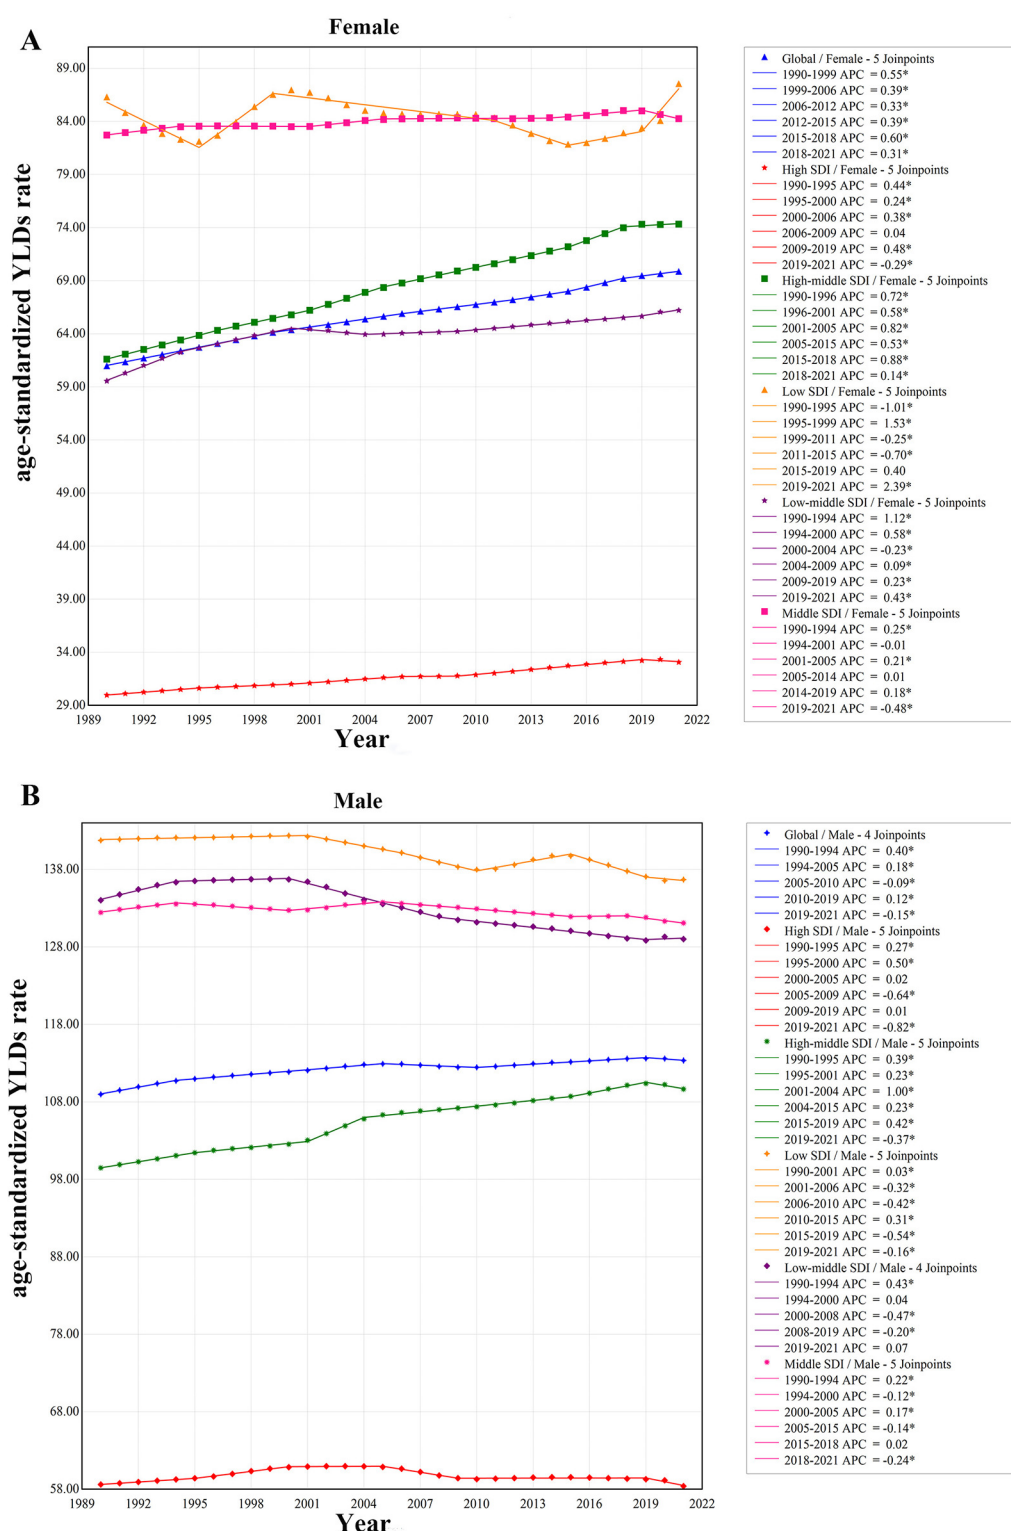 A
Female
age-standardized YLDs rate
89.00
84.00
79.00
74.00
69.00
64.00
59.00
54.00
49.00
44.00
39.00
34.00
29.00
1989 1992 1995 1998 2001 2004 2007 2010 2013 2016 2019 2022
Year
Global / Female - 5 Joinpoints
1990-1999 APC = 0.55*
1999-2006 APC = 0.39*
2006-2012 APC = 0.33*
2012-2015 APC = 0.39*
2015-2018 APC = 0.60*
2018-2021 APC = 0.31*
High SDI / Female - 5 Joinpoints
1990-1995 APC = 0.44*
1995-2000 APC = 0.24*
2000-2006 APC = 0.38*
2006-2009 APC = 0.04
2009-2019 APC = 0.48*
2019-2021 APC = -0.29*
High-middle SDI / Female - 5 Joinpoints
1990-1996 APC = 0.72*
1996-2001 APC = 0.58*
2001-2005 APC = 0.82*
2005-2015 APC = 0.53*
2015-2018 APC = 0.88*
2018-2021 APC = 0.14*
Low SDI / Female - 5 Joinpoints
1990-1995 APC = -1.01*
1995-1999 APC = 1.53*
1999-2011 APC = -0.25*
2011-2015 APC = -0.70*
2015-2019 APC = 0.40
2019-2021 APC = 2.39*
Low-middle SDI / Female - 5 Joinpoints
1990-1994 APC = 1.12*
1994-2000 APC = 0.58*
2000-2004 APC = -0.23*
2004-2009 APC = 0.09*
2009-2019 APC = 0.23*
2019-2021 APC = 0.43*
Middle SDI / Female - 5 Joinpoints
1990-1994 APC = 0.25*
1994-2001 APC = -0.01
2001-2005 APC = 0.21*
2005-2014 APC = 0.01
2014-2019 APC = 0.18*
2019-2021 APC = -0.48*
B
Male
age-standardized YLDs rate
138.00
128.00
118.00
108.00
98.00
88.00
78.00
68.00
58.00
1989 1992 1995 1998 2001 2004 2007 2010 2013 2016 2019 2022
Year
Global / Male - 4 Joinpoints
1990-1994 APC = 0.40*
1994-2005 APC = 0.18*
2005-2010 APC = -0.09*
2010-2019 APC = 0.12*
2019-2021 APC = -0.15*
High SDI / Male - 5 Joinpoints
1990-1995 APC = 0.27*
1995-2000 APC = 0.50*
2000-2005 APC = 0.02
2005-2009 APC = -0.64*
2009-2019 APC = 0.01
2019-2021 APC = -0.82*
High-middle SDI / Male - 5 Joinpoints
1990-1995 APC = 0.39*
1995-2001 APC = 0.23*
2001-2004 APC = 1.00*
2004-2015 APC = 0.23*
2015-2019 APC = 0.42*
2019-2021 APC = -0.37*
Low SDI / Male - 5 Joinpoints
1990-2001 APC = 0.03*
2001-2006 APC = -0.32*
2006-2010 APC = -0.42*
2010-2015 APC = 0.31*
2015-2019 APC = -0.54*
2019-2021 APC = -0.16*
Low-middle SDI / Male - 4 Joinpoints
1990-1994 APC = 0.43*
1994-2000 APC = 0.04
2000-2008 APC = -0.47*
2008-2019 APC = -0.20*
2019-2021 APC = 0.07
Middle SDI / Male - 5 Joinpoints
1990-1994 APC = 0.22*
1994-2000 APC = -0.12*
2000-2005 APC = 0.17*
2005-2015 APC = -0.14*
2015-2018 APC = 0.02
2018-2021 APC = -0.24*